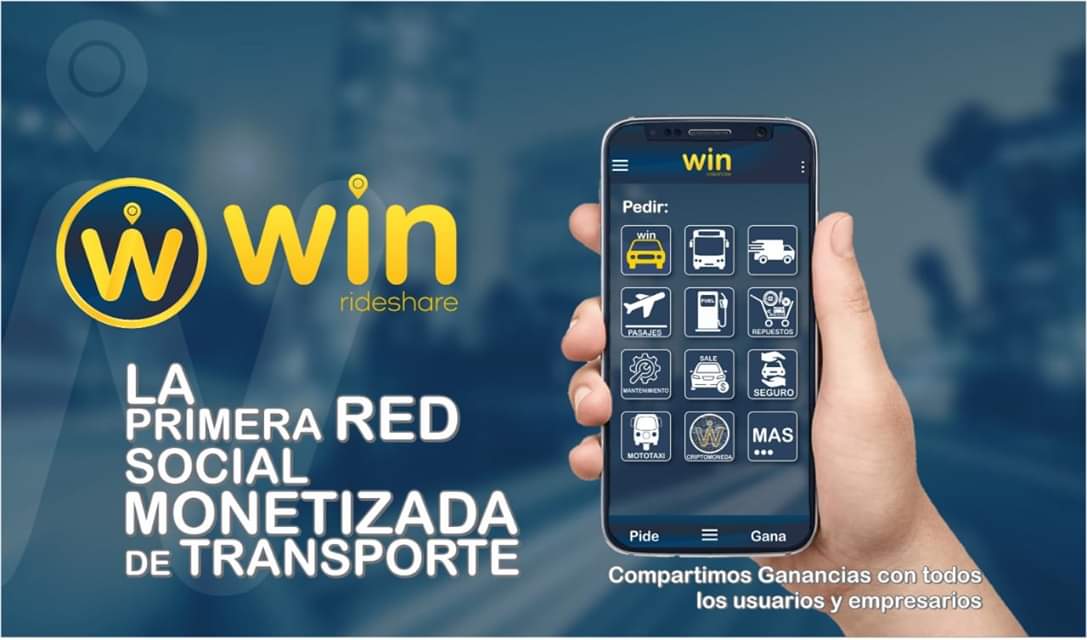 win
rideshare
LA
PRIMERA RED
SOCIAL
MONETIZADA
DE TRANSPORTE
win
Pedir:
win
PASAJES
FUEL
REPUESTOS
MANTENIMIENTO
SALE
SEGURO
MOTOTAXI
CRIPTOMONEDA
MAS
Pide
Gana
Compartimos Ganancias con todos
los usuarios y empresarios